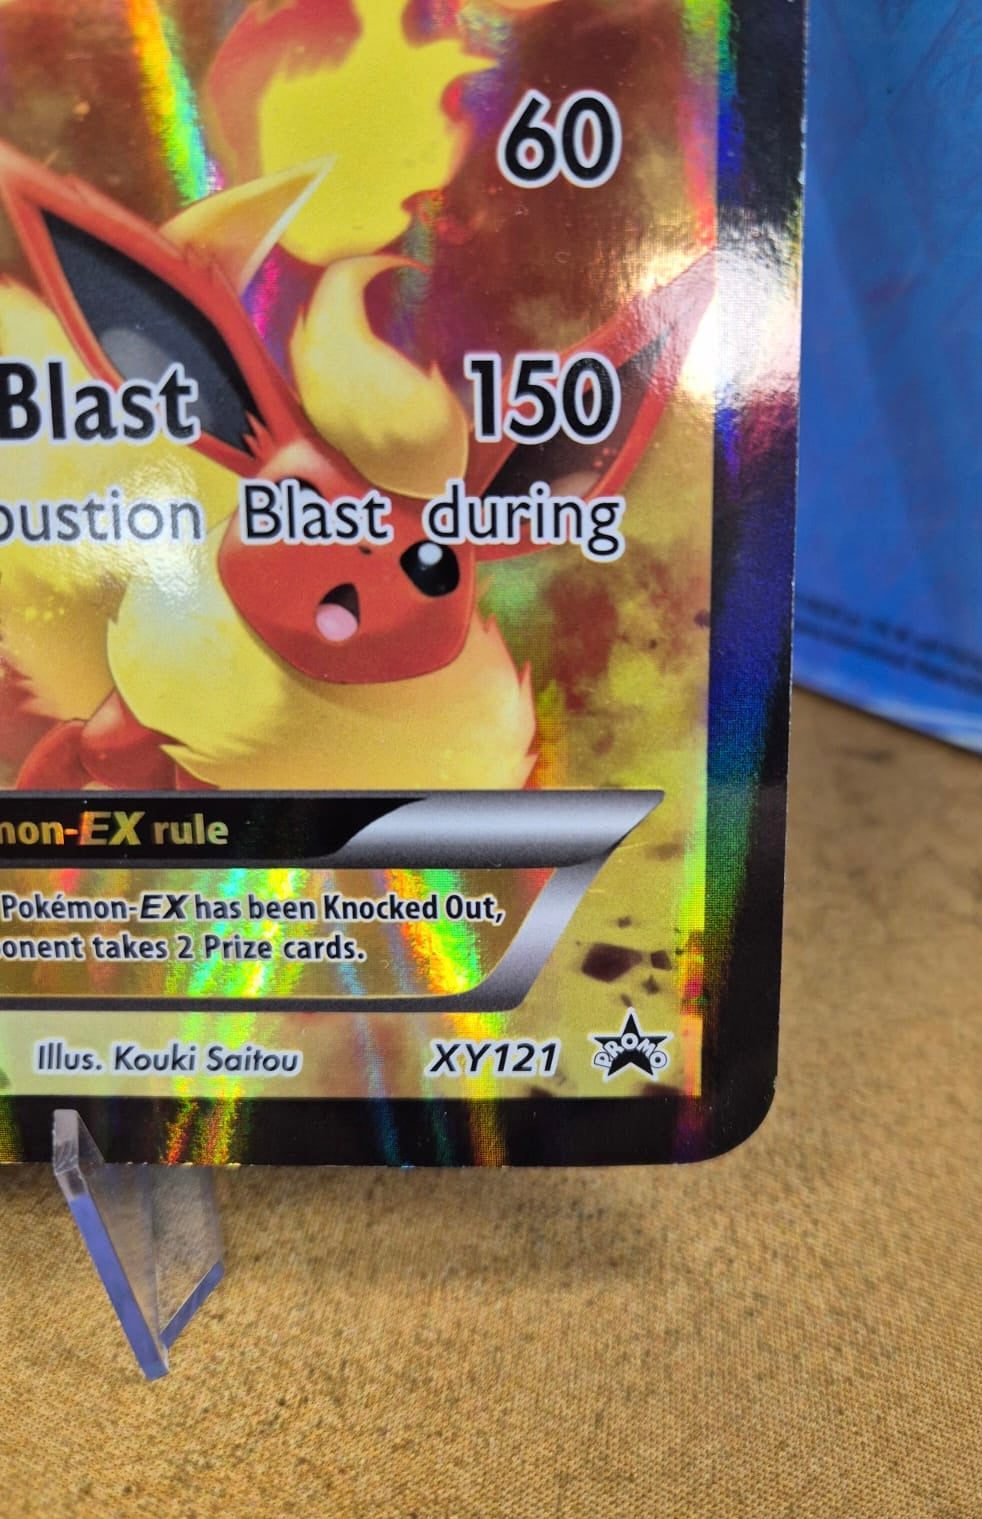 60
Blast 150
bustion Blast during
mon-EX rule
Pokémon-EX has been Knocked Out,
onent takes 2 Prize cards.
Illus. Kouki Saitou XY121 PROMO